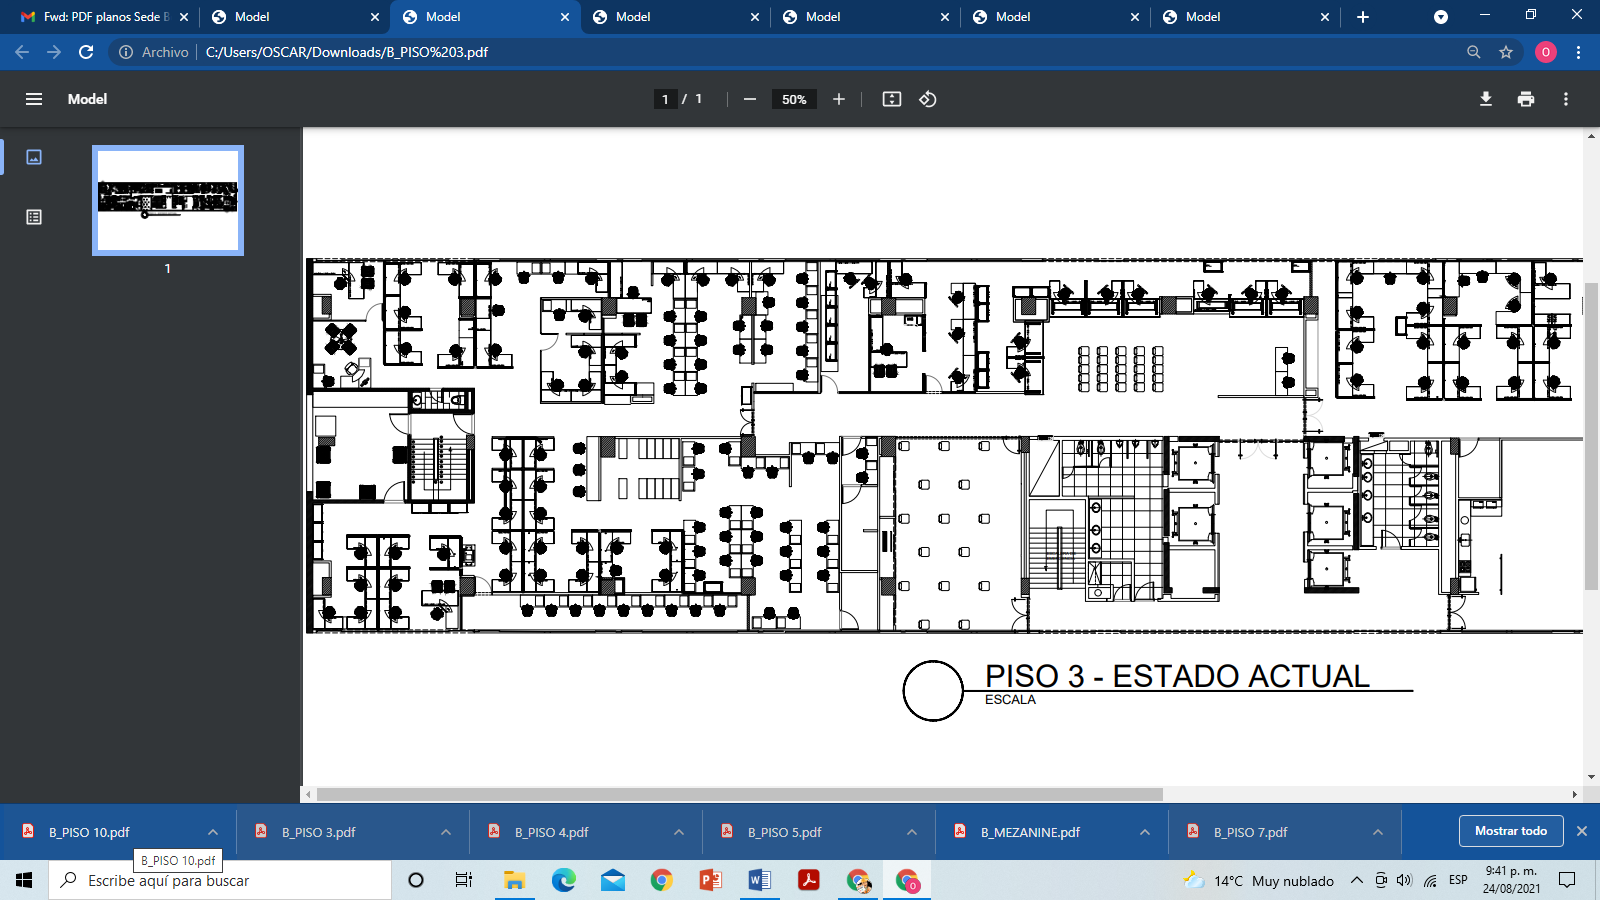 Fwd: PDF planos Sede B
Model
Model
Model
Model
Model
Model
Archivo
C:/Users/OSCAR/Downloads/B_PISO%203.pdf
O
Model
1 / 1
50%
1
PISO 3 - ESTADO ACTUAL
ESCALA
B_PISO 10.pdf
B_PISO 3.pdf
B_PISO 4.pdf
B_PISO 5.pdf
B_MEZANINE.pdf
B_PISO 7.pdf
Mostrar todo
B_PISO 10.pdf
Escribe aquí para buscar
14°C Muy nublado
ESP
9:41 p. m.
24/08/2021